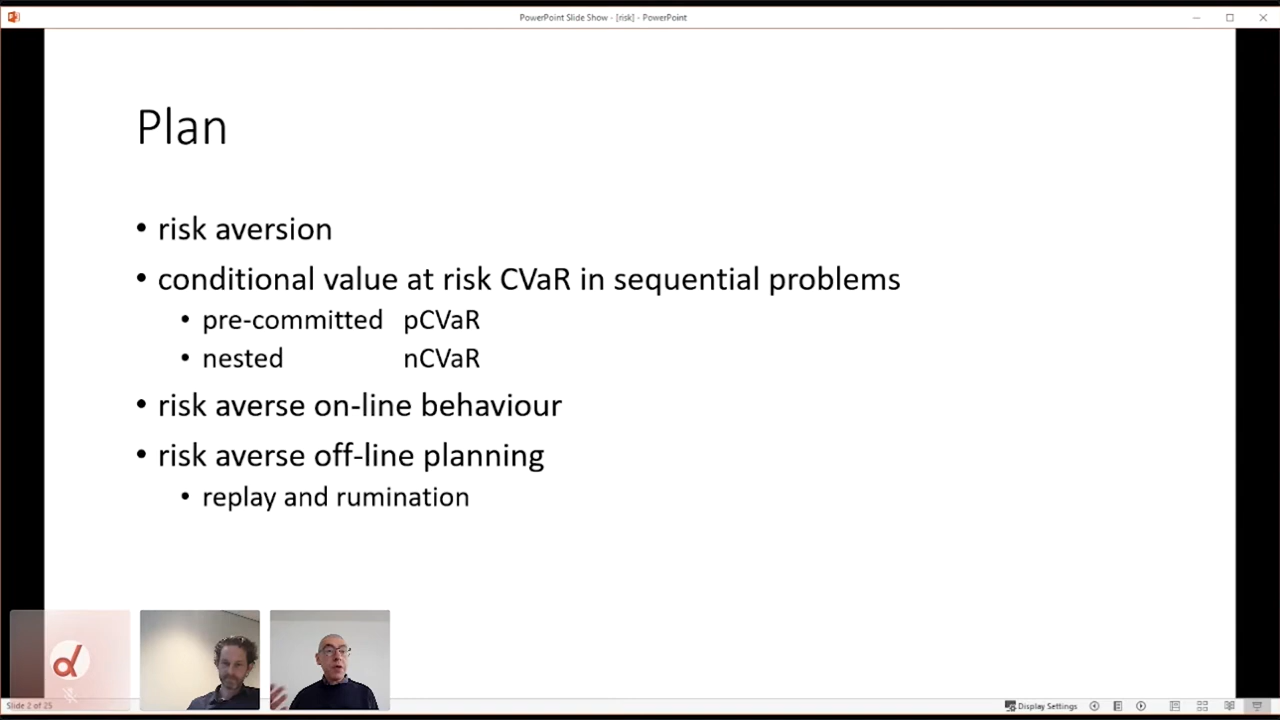 PowerPoint Slide Show - [risk] - PowerPoint
Plan
• risk aversion
• conditional value at risk CVaR in sequential problems
• pre-committed pCVaR
• nested nCVaR
• risk averse on-line behaviour
• risk averse off-line planning
• replay and rumination
Slide 2 of 25
Display Settings